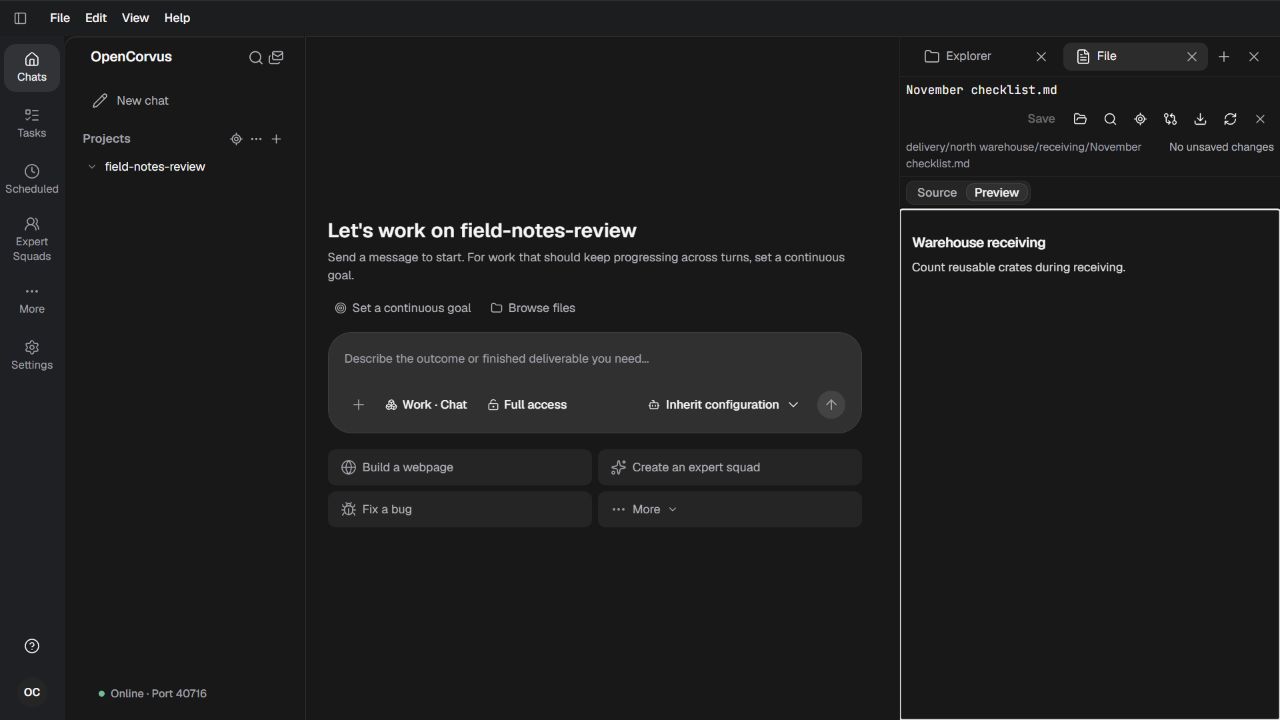 File Edit View Help
Chats
Tasks
Scheduled
Expert
Squads
More
Settings
OC
OpenCorvus
New chat
Projects
field-notes-review
Online · Port 40716
Let's work on field-notes-review
Send a message to start. For work that should keep progressing across turns, set a continuous
goal.
Set a continuous goal Browse files
Describe the outcome or finished deliverable you need...
Work · Chat Full access Inherit configuration
Build a webpage Create an expert squad
Fix a bug More
Explorer File
November checklist.md
Save
delivery/north warehouse/receiving/November No unsaved changes
checklist.md
Source Preview
Warehouse receiving
Count reusable crates during receiving.